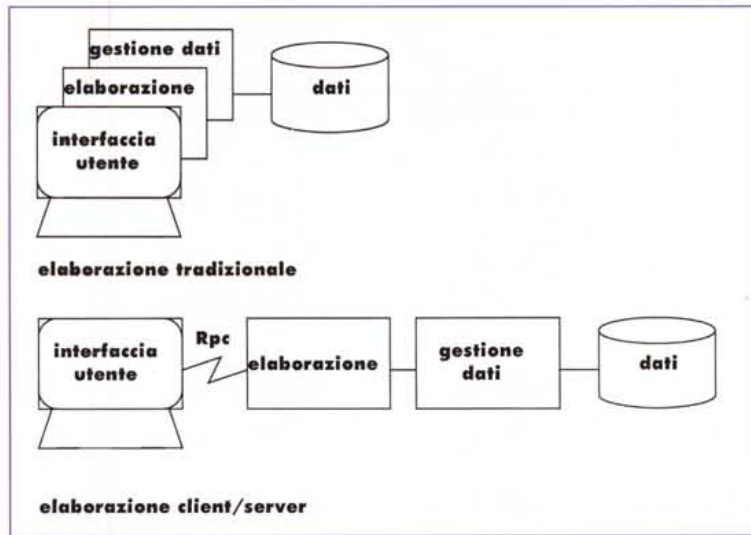 gestione dati
elaborazione
interfaccia
utente
dati
elaborazione tradizionale
interfaccia
utente
Rpc
elaborazione
gestione
dati
dati
elaborazione client/server